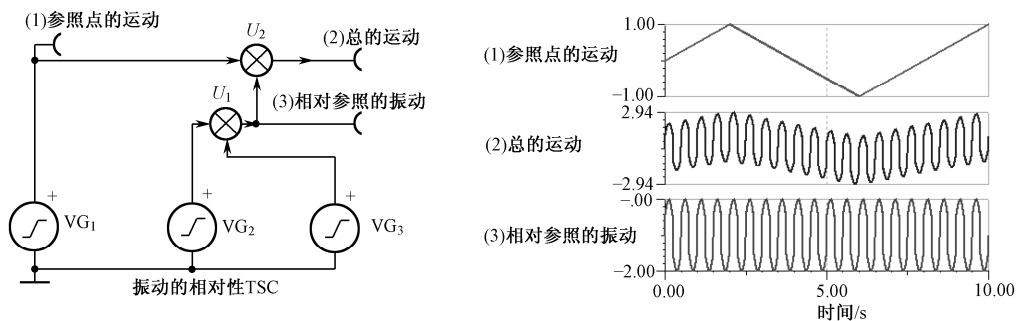 (1)参照点的运动
U2
(2)总的运动
U1
(3)相对参照的振动
+
VG1
+
VG2
+
VG3
振动的相对性TSC
1.00
(1)参照点的运动
-1.00
2.94
(2)总的运动
-2.94
-.00
(3)相对参照的振动
-2.00
0.00
5.00
10.00
时间/s